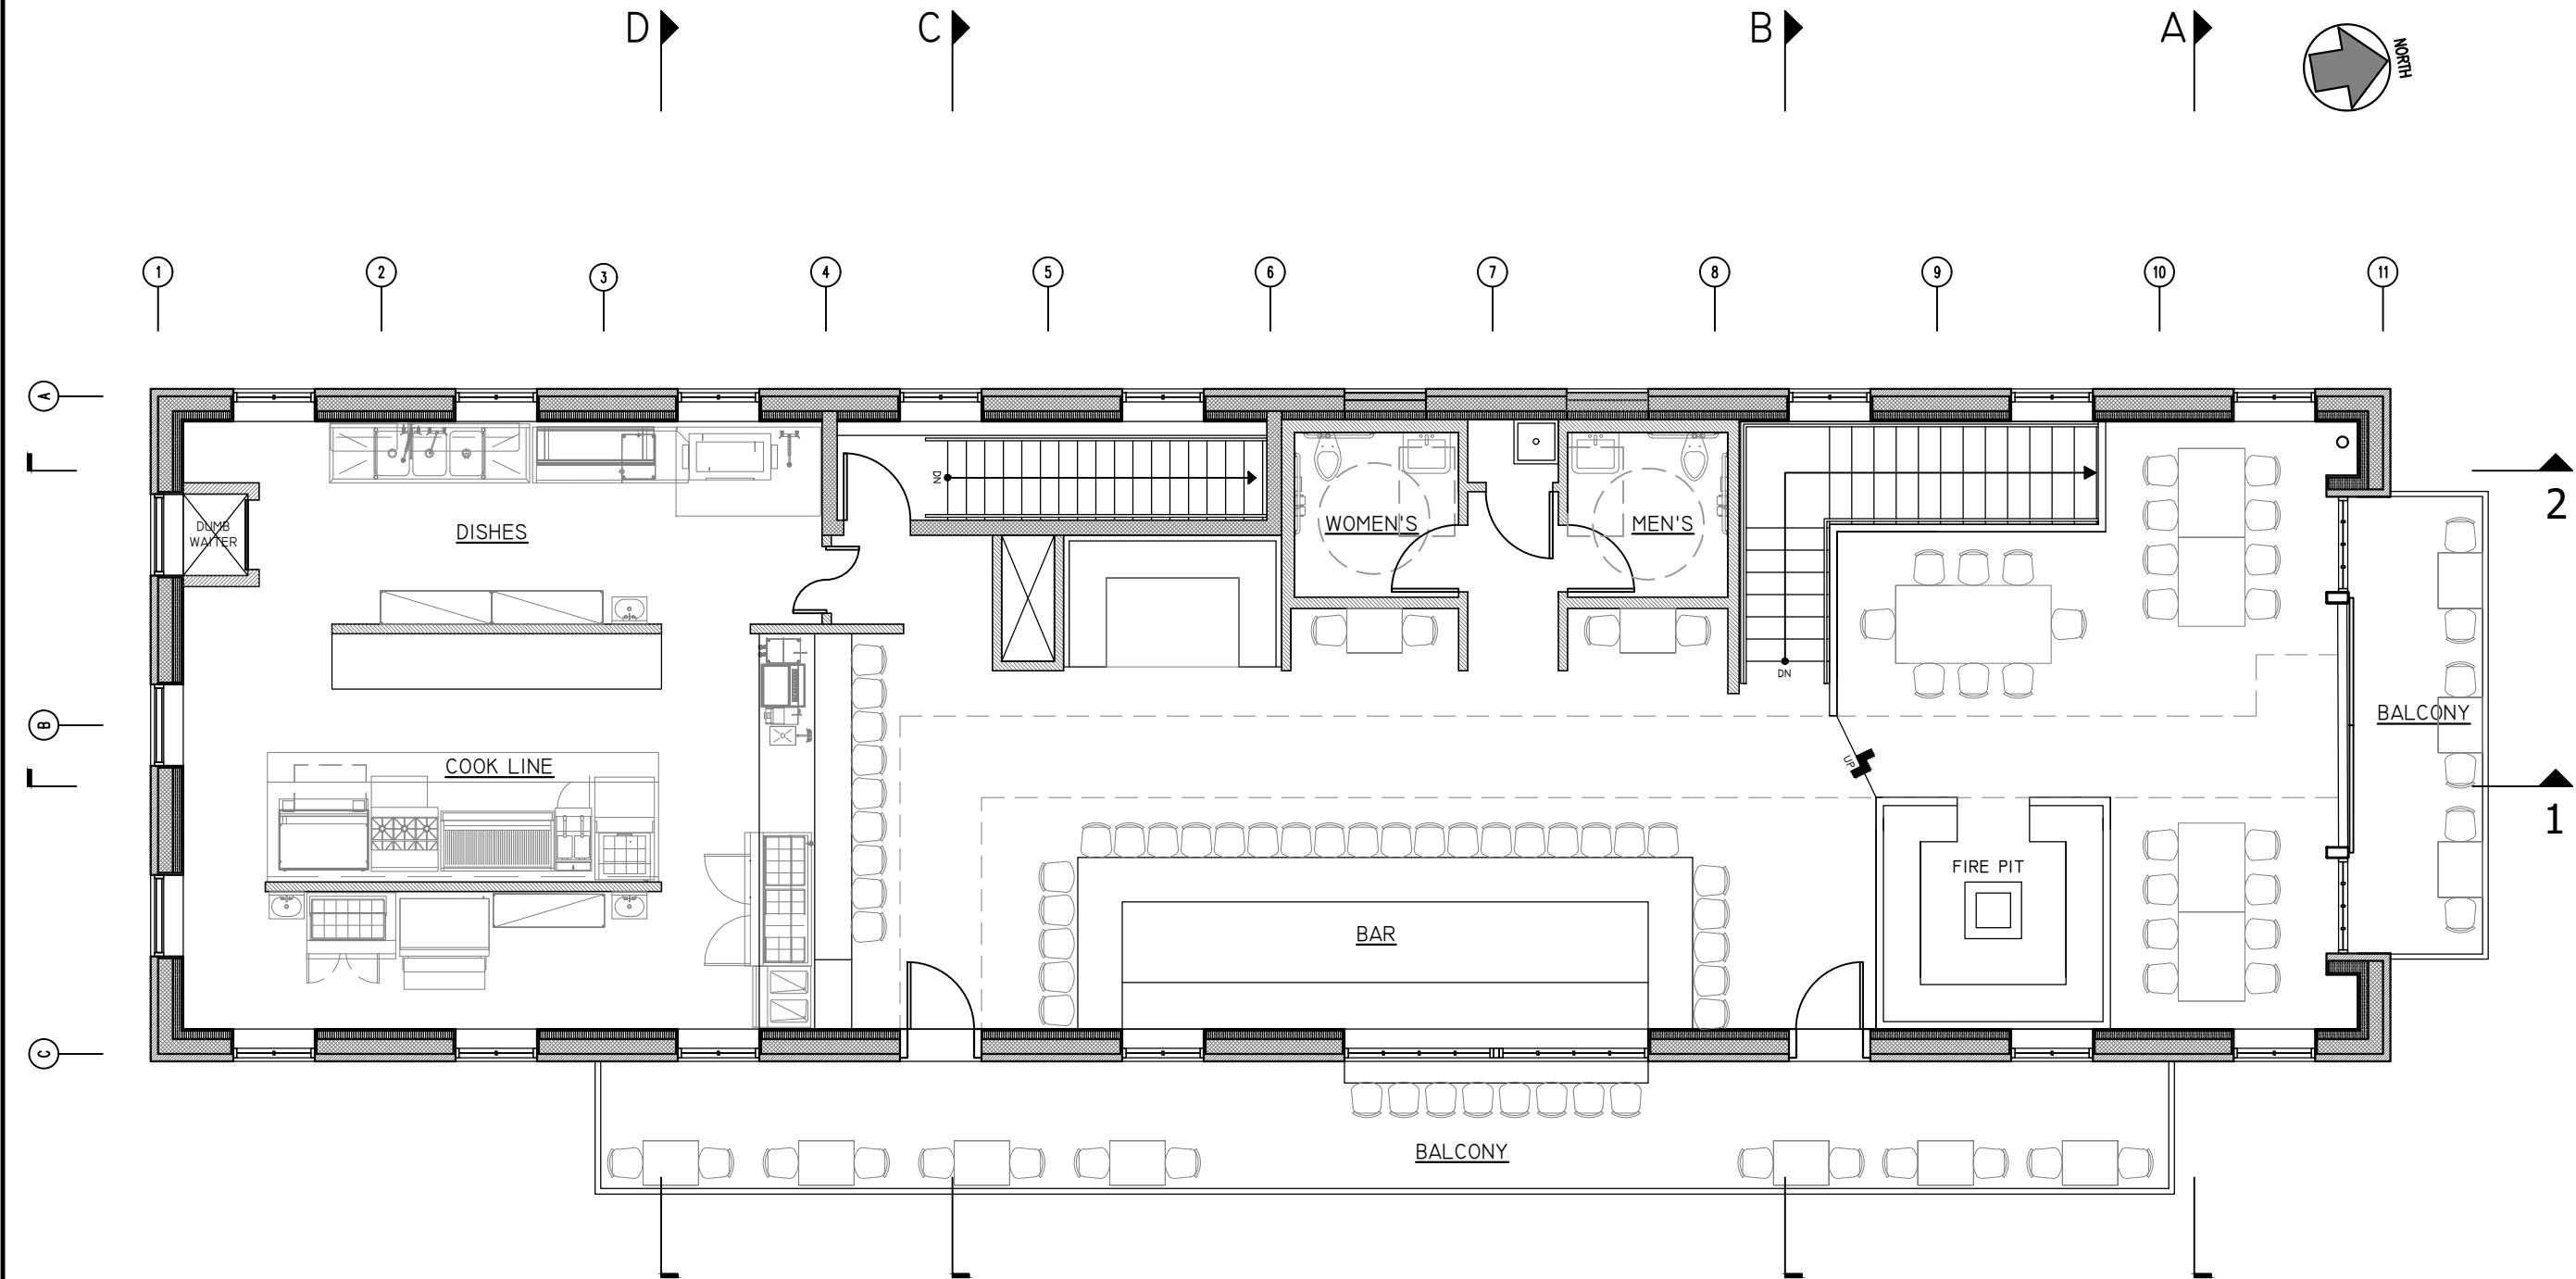 D
C
B
A
NORTH
1
2
3
4
5
6
7
8
9
10
11
A
DN
DUMB
WAITER
DISHES
WOMEN'S
MEN'S
2
DN
B
BALCONY
UP
COOK LINE
1
FIRE PIT
BAR
C
BALCONY